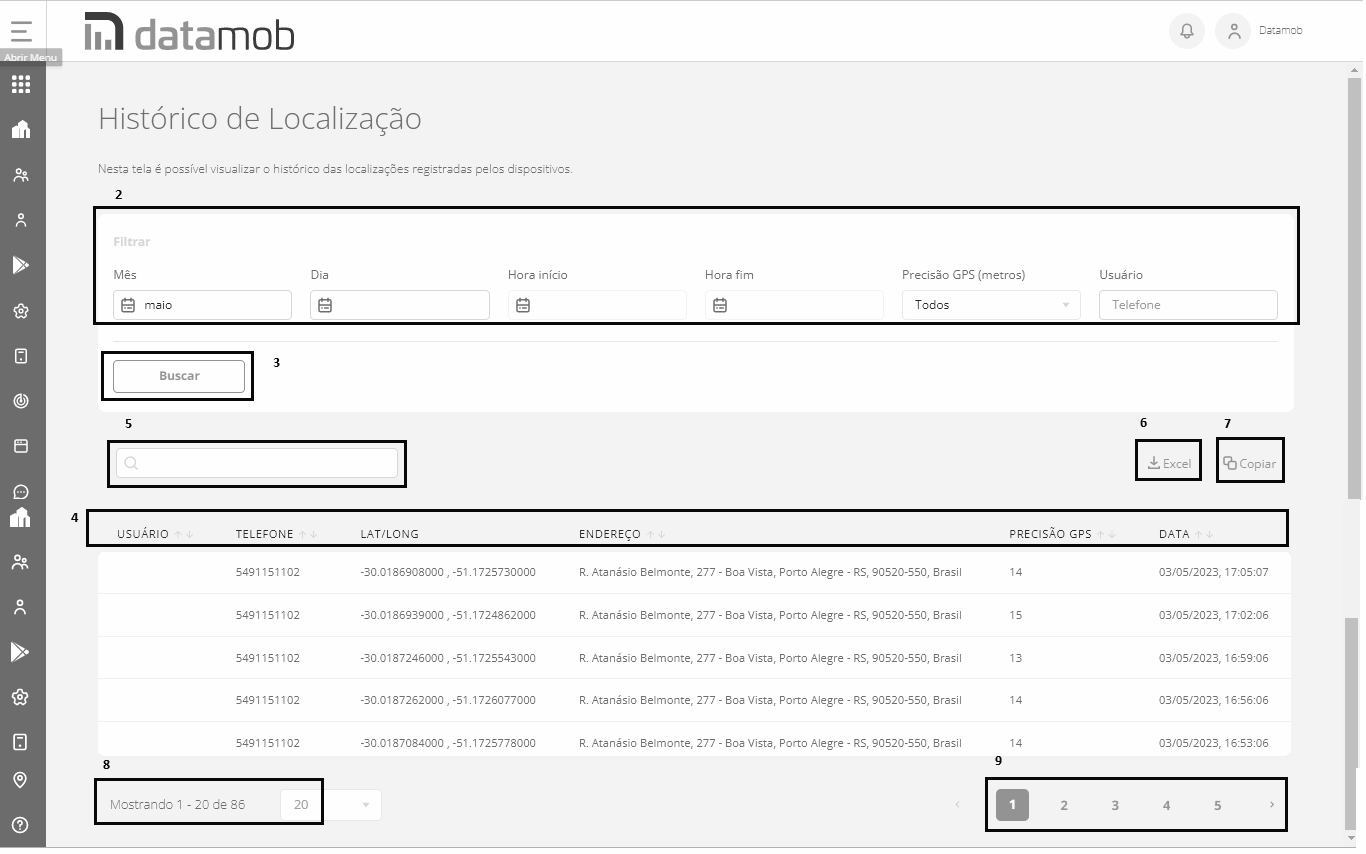 datamob
Datamob
Abrir Menu
Histórico de Localização
Nesta tela é possível visualizar o histórico das localizações registradas pelos dispositivos.
2
Filtrar
Mês Dia Hora início Hora fim Precisão GPS (metros) Usuário
maio Todos Telefone
3
Buscar
5 6 7
Excel Copiar
4
USUÁRIO TELEFONE LAT/LONG ENDEREÇO PRECISÃO GPS DATA
5491151102 -30.0186908000 , -51.1725730000 R. Atanásio Belmonte, 277 - Boa Vista, Porto Alegre - RS, 90520-550, Brasil 14 03/05/2023, 17:05:07
5491151102 -30.0186939000 , -51.1724862000 R. Atanásio Belmonte, 277 - Boa Vista, Porto Alegre - RS, 90520-550, Brasil 15 03/05/2023, 17:02:06
5491151102 -30.0187246000 , -51.1725543000 R. Atanásio Belmonte, 277 - Boa Vista, Porto Alegre - RS, 90520-550, Brasil 13 03/05/2023, 16:59:06
5491151102 -30.0187262000 , -51.1726077000 R. Atanásio Belmonte, 277 - Boa Vista, Porto Alegre - RS, 90520-550, Brasil 14 03/05/2023, 16:56:06
5491151102 -30.0187084000 , -51.1725778000 R. Atanásio Belmonte, 277 - Boa Vista, Porto Alegre - RS, 90520-550, Brasil 14 03/05/2023, 16:53:06
8 9
Mostrando 1 - 20 de 86 20 1 2 3 4 5